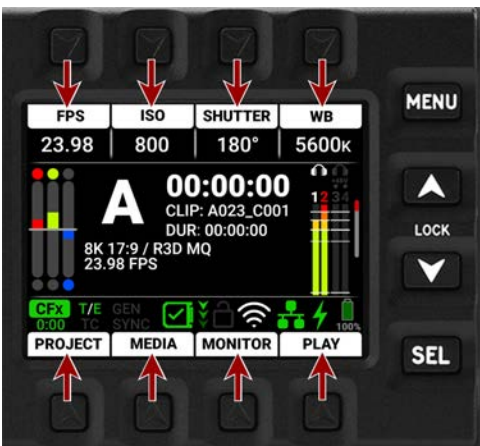 FPS ISO SHUTTER WB
23.98 800 180° 5600K
MENU
A
00:00:00
CLIP: A023_C001
DUR: 00:00:00
8K 17:9 / R3D MQ
23.98 FPS
1 2 3 4
LOCK
CFx T/E GEN
0:00 TC SYNC
100%
PROJECT MEDIA MONITOR PLAY
SEL